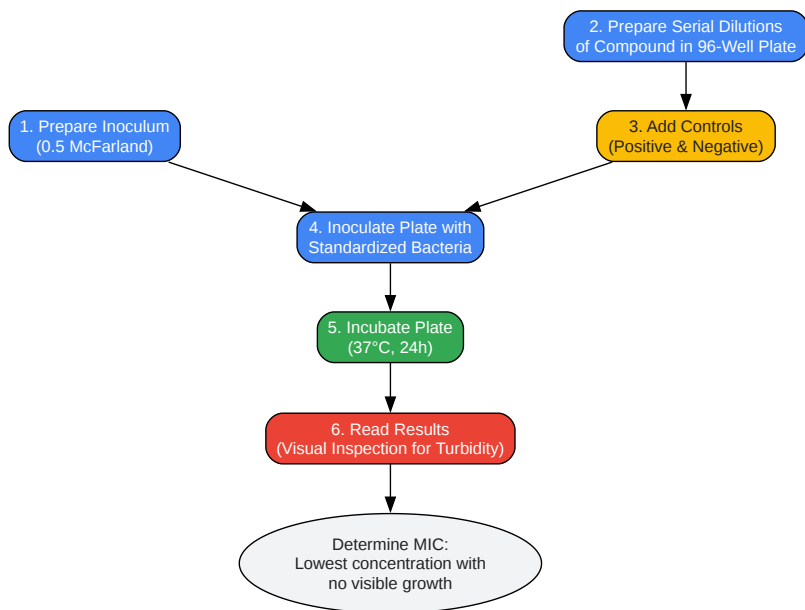 2. Prepare Serial Dilutions
of Compound in 96-Well Plate
1. Prepare Inoculum
(0.5 McFarland)
3. Add Controls
(Positive & Negative)
4. Inoculate Plate with
Standardized Bacteria
5. Incubate Plate
(37°C, 24h)
6. Read Results
(Visual Inspection for Turbidity)
Determine MIC:
Lowest concentration with
no visible growth